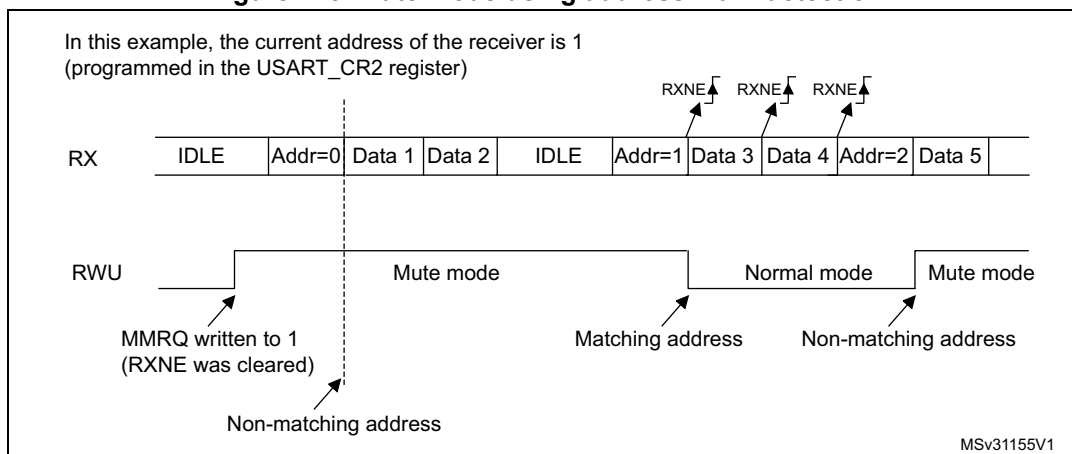 In this example, the current address of the receiver is 1
(programmed in the USART_CR2 register)
RXNE RXNE RXNE
RX IDLE Addr=0 Data 1 Data 2 IDLE Addr=1 Data 3 Data 4 Addr=2 Data 5
RWU Mute mode Normal mode Mute mode
MMRQ written to 1 Matching address Non-matching address
(RXNE was cleared)
Non-matching address
MSv31155V1